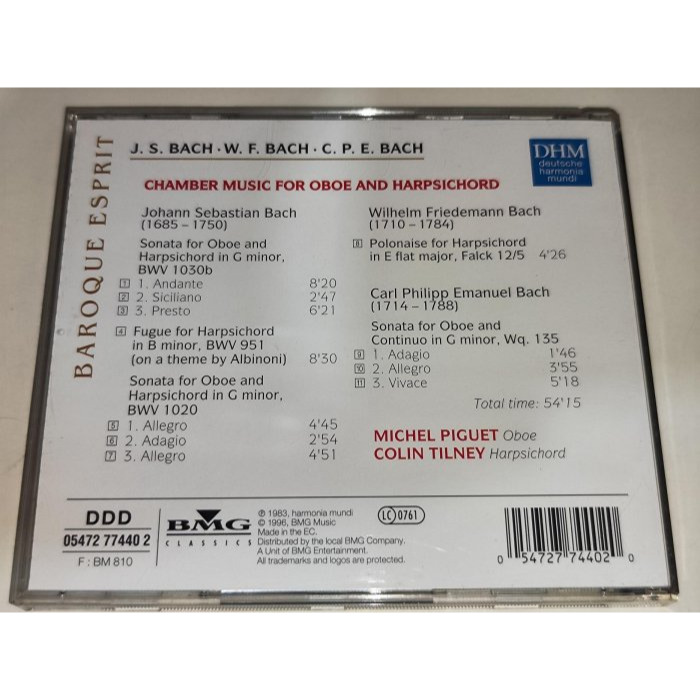 BAROQUE ESPRIT
J. S. BACH · W. F. BACH · C. P. E. BACH
DHM
deutsche
harmonia
mundi
CHAMBER MUSIC FOR OBOE AND HARPSICHORD
Johann Sebastian Bach
(1685 – 1750)
Sonata for Oboe and
Harpsichord in G minor,
BWV 1030b
1 1. Andante 8'20
2 2. Siciliano 2'47
3 3. Presto 6'21
4 Fugue for Harpsichord
in B minor, BWV 951
(on a theme by Albinoni) 8'30
Sonata for Oboe and
Harpsichord in G minor,
BWV 1020
5 1. Allegro 4'45
6 2. Adagio 2'54
7 3. Allegro 4'51
Wilhelm Friedemann Bach
(1710 – 1784)
8 Polonaise for Harpsichord
in E flat major, Falck 12/5 4'26
Carl Philipp Emanuel Bach
(1714 – 1788)
Sonata for Oboe and
Continuo in G minor, Wq. 135
9 1. Adagio 1'46
10 2. Allegro 3'55
11 3. Vivace 5'18
Total time: 54'15
MICHEL PIGUET Oboe
COLIN TILNEY Harpsichord
DDD
05472 77440 2
F : BM 810
BMG
CLASSICS
℗ 1983, harmonia mundi
© 1996, BMG Music
Made in the EC.
Distributed by the local BMG Company.
A Unit of BMG Entertainment.
All trademarks and logos are protected.
LC 0761
0 54727 74402 0